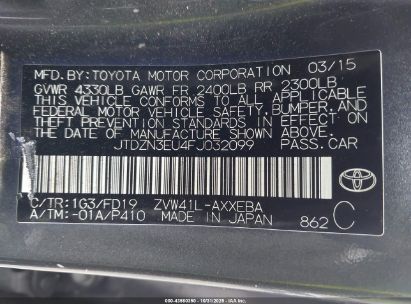 MFD.BY:TOYOTA MOTOR CORPORATION 03/15
GVWR 4330LB GAWR FR 2400LB RR 2300LB
THIS VEHICLE CONFORMS TO ALL APPLICABLE
FEDERAL MOTOR VEHICLE SAFETY,BUMPER,AND
THEFT PREVENTION STANDARDS IN EFFECT ON
THE DATE OF MANUFACTURE SHOWN ABOVE.
JTDZN3EU4FJ032099 PASS.CAR
C/TR:1G3/FD19 ZVW41L-AXXEBA
A/TM:-01A/P410 MADE IN JAPAN 862 C
TOYOTA